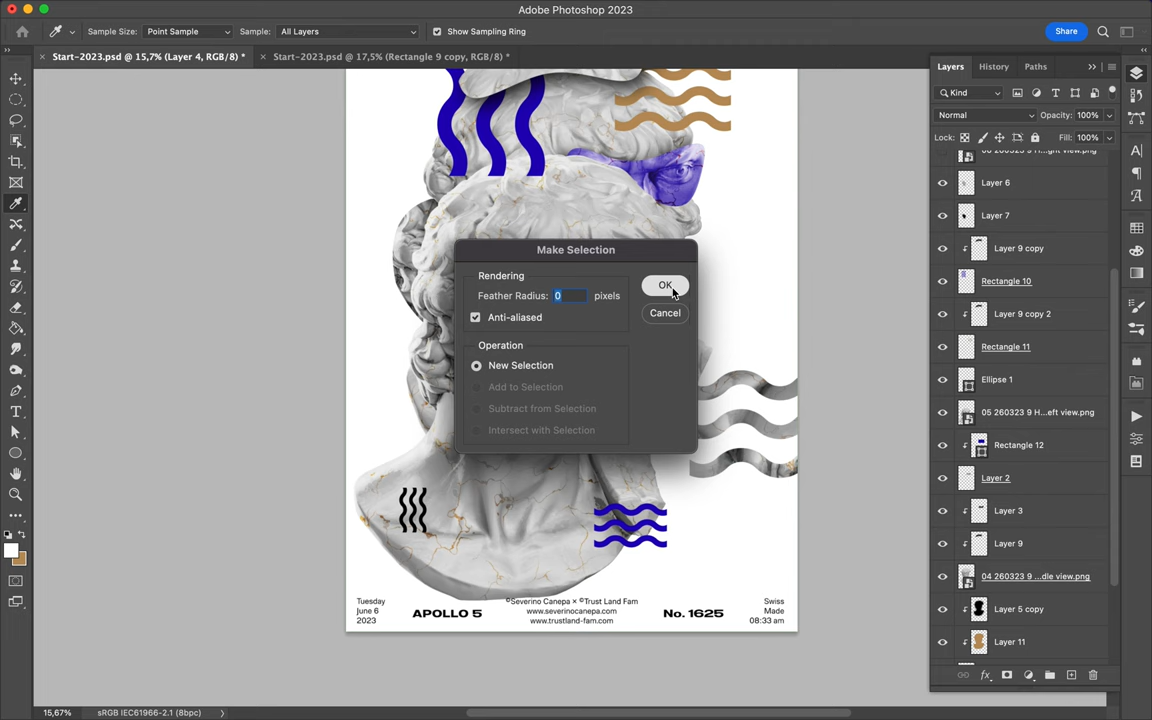 Adobe Photoshop 2023
Sample Size: Point Sample Sample: All Layers Show Sampling Ring Share
Start-2023.psd @ 15,7% (Layer 4, RGB/8) * Start-2023.psd @ 17,5% (Rectangle 9 copy, RGB/8) *
Layers History Paths
Kind
Normal Opacity: 100%
Lock: Fill: 100%
Layer 6
Layer 7
Layer 9 copy
Rectangle 10
Layer 9 copy 2
Rectangle 11
Ellipse 1
05 260323 9 H...eft view.png
Rectangle 12
Layer 2
Layer 3
Layer 9
04 260323 9 ...dle view.png
Layer 5 copy
Layer 11
Make Selection
Rendering
Feather Radius: 0 pixels
Anti-aliased
OK
Cancel
Operation
New Selection
Add to Selection
Subtract from Selection
Intersect with Selection
Tuesday
June 6
2023
APOLLO 5
©Severino Canepa × ©Trust Land Fam
www.severinocanepa.com
www.trustland-fam.com
No. 1625
Swiss
Made
08:33 am
15,67% sRGB IEC61966-2.1 (8bpc)